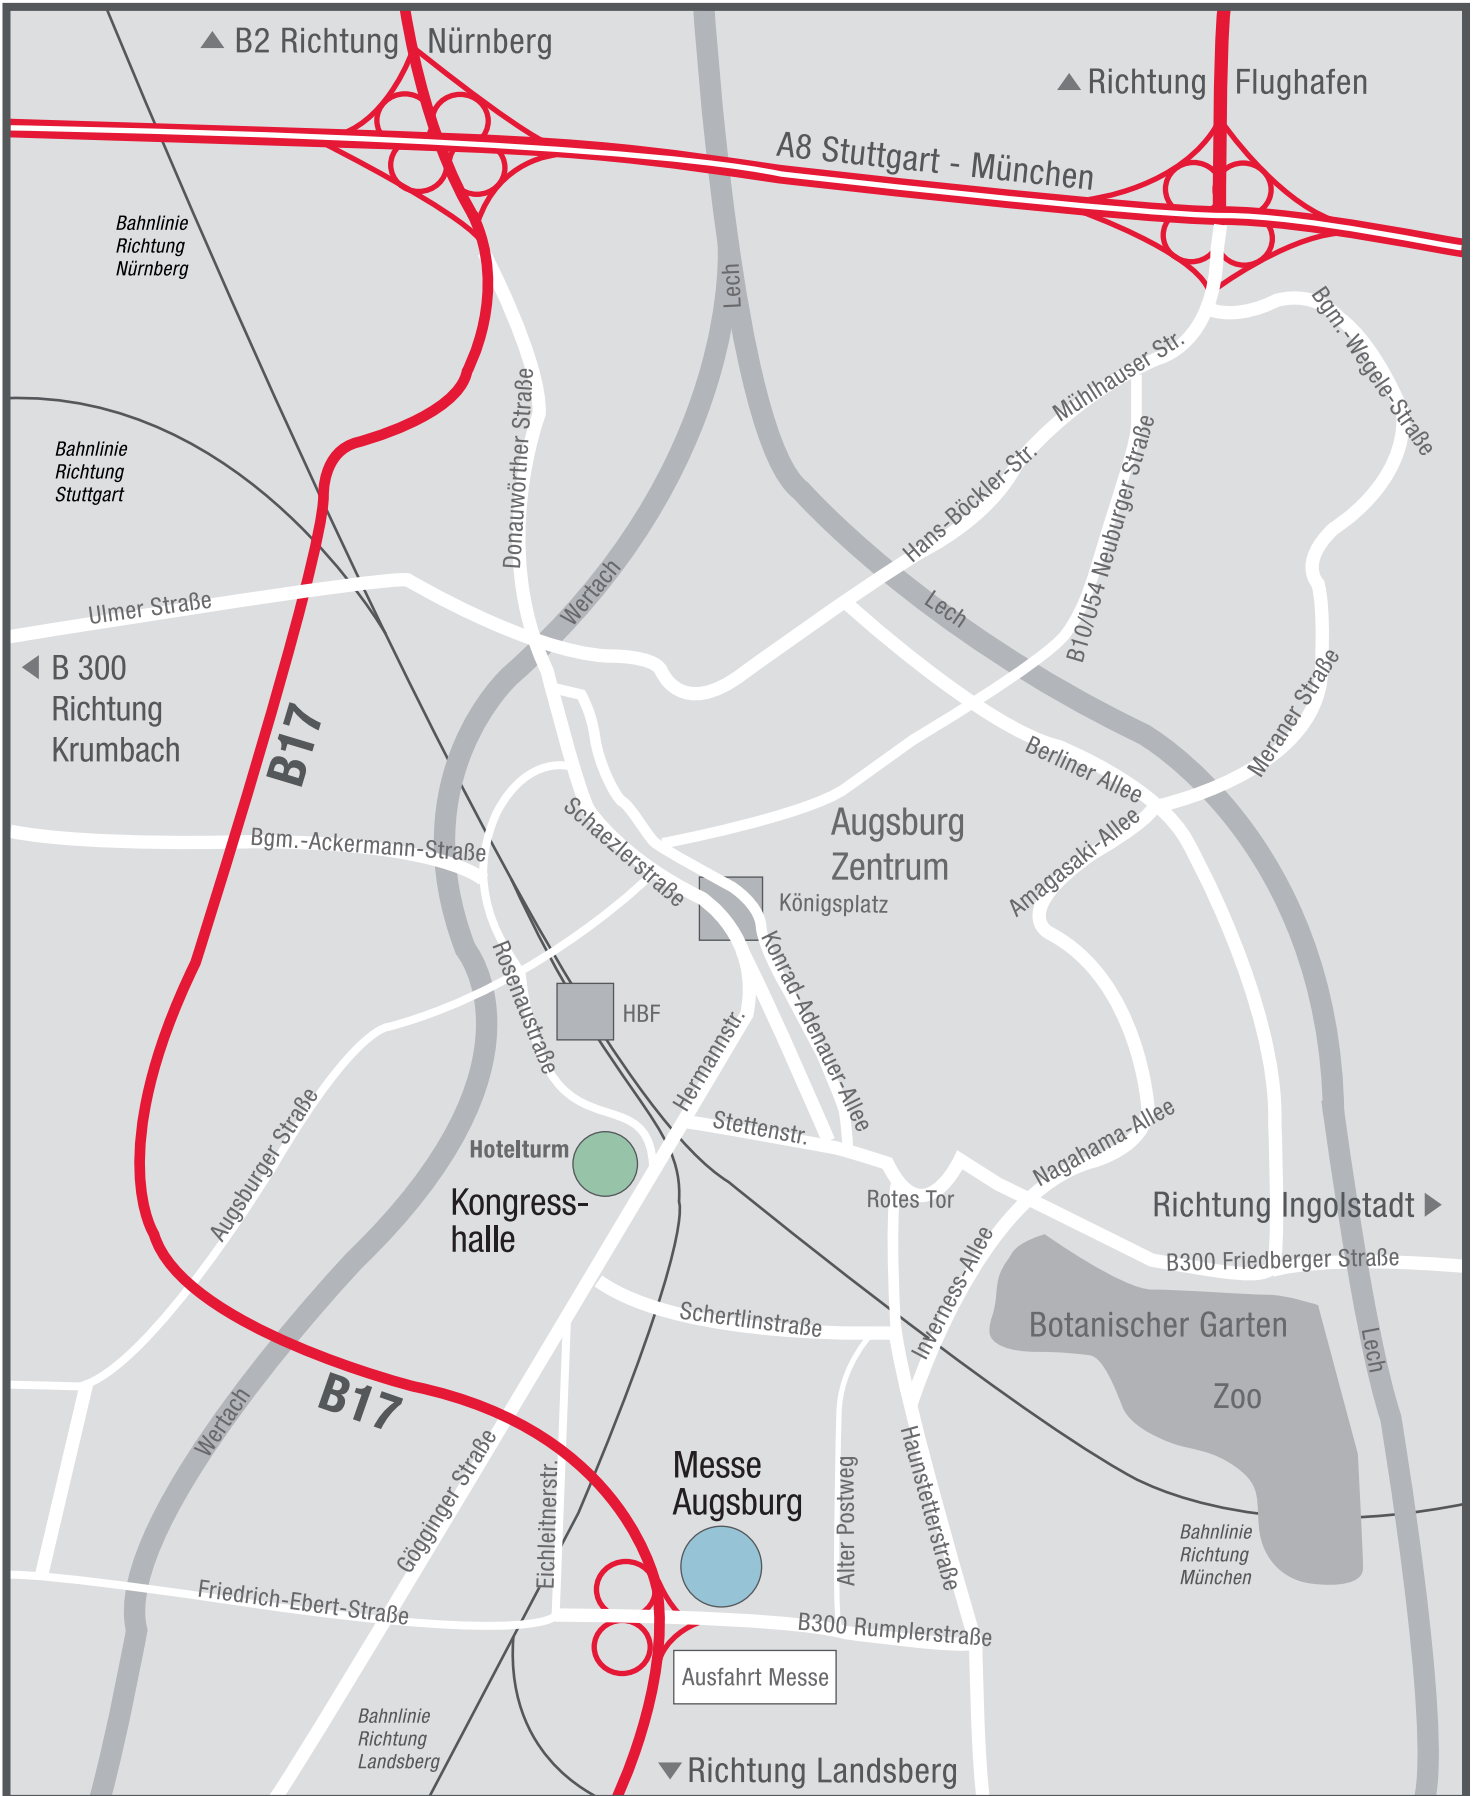 B2 Richtung Nürnberg
Richtung Flughafen
A8 Stuttgart - München
Bahnlinie
Richtung
Nürnberg
Lech
Bgm.-Wegele-Straße
Mühlhauser Str.
Donauwörther Straße
Bahnlinie
Richtung
Stuttgart
Hans-Böckler-Str.
B10/U54 Neuburger Straße
Ulmer Straße
Wertach
Lech
B 300
Richtung
Krumbach
B17
Meraner Straße
Berliner Allee
Bgm.-Ackermann-Straße
Schaezlerstraße
Augsburg
Zentrum
Amagasaki-Allee
Königsplatz
Rosenaustraße
Konrad-Adenauer-Allee
HBF
Hermannstr.
Augsburger Straße
Stettenstr.
Nagahama-Allee
Hotelturm
Kongress-
halle
Rotes Tor
Richtung Ingolstadt
B300 Friedberger Straße
Inverness-Allee
Schertlinstraße
Botanischer Garten
Zoo
Lech
B17
Wertach
Gögginger Straße
Eichleitnerstr.
Messe
Augsburg
Alter Postweg
Haunstetterstraße
Bahnlinie
Richtung
München
Friedrich-Ebert-Straße
B300 Rumplerstraße
Ausfahrt Messe
Bahnlinie
Richtung
Landsberg
Richtung Landsberg